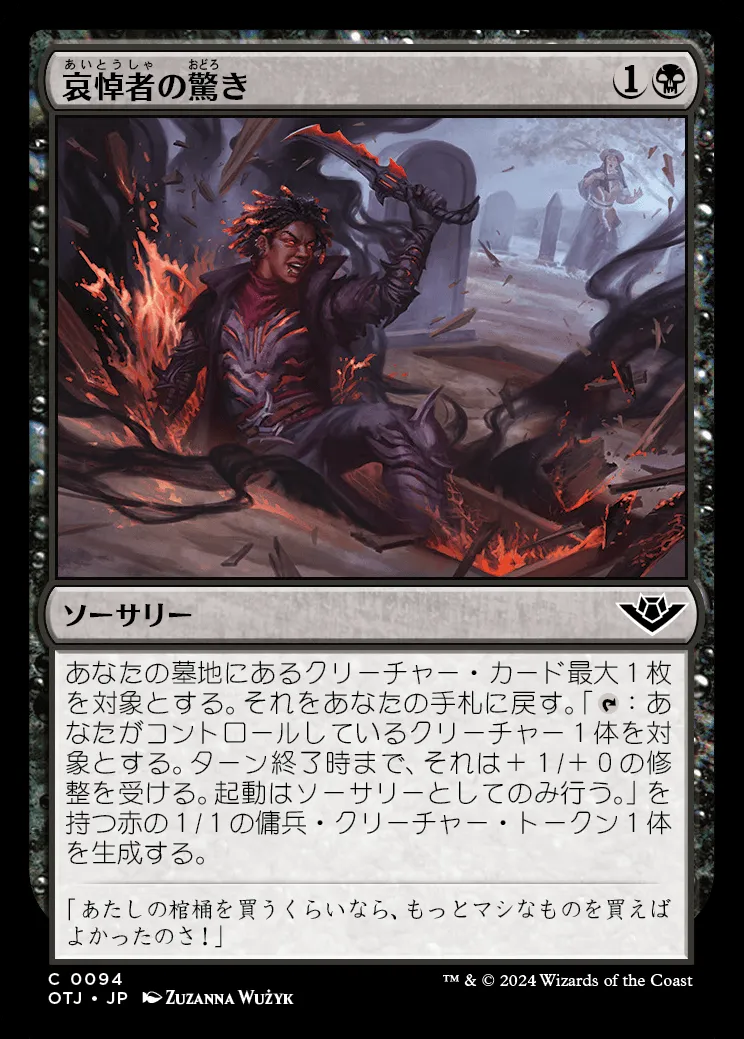 あいとうしゃ おどろ
哀悼者の驚き 1
ソーサリー
あなたの墓地にあるクリーチャー・カード最大１枚
を対象とする。それをあなたの手札に戻す。「：あ
なたがコントロールしているクリーチャー１体を対
象とする。ターン終了時まで、それは＋１/＋０の修
整を受ける。起動はソーサリーとしてのみ行う。」を
持つ赤の１/１の傭兵・クリーチャー・トークン１体
を生成する。
「あたしの棺桶を買うくらいなら、もっとマシなものを買えば
よかったのさ！」
C 0094
OTJ • JP Zuzanna Wużyk
™ & © 2024 Wizards of the Coast